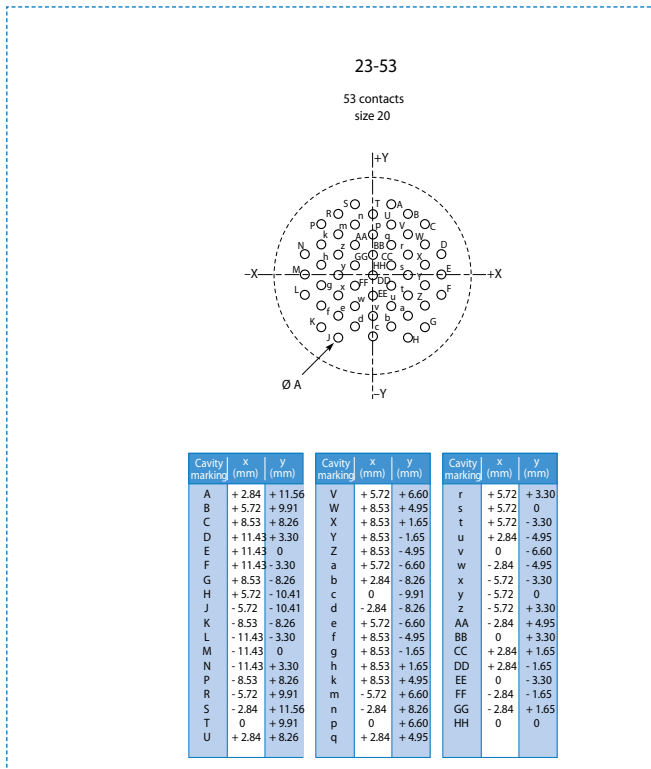 23-53
53 contacts
size 20
+Y
S T A
R n U B
P m p V C
k AA q W
N z BB r D
h GG CC X
−X M y HH s E +X
g FF DD Y
L x EE t F
w u Z
f e v a
K d b G
c
J H
Ø A
−Y
Cavity marking x (mm) y (mm) Cavity marking x (mm) y (mm) Cavity marking x (mm) y (mm)
A + 2.84 + 11.56 V + 5.72 + 6.60 r + 5.72 + 3.30
B + 5.72 + 9.91 W + 8.53 + 4.95 s + 5.72 0
C + 8.53 + 8.26 X + 8.53 + 1.65 t + 5.72 - 3.30
D + 11.43 + 3.30 Y + 8.53 - 1.65 u + 2.84 - 4.95
E + 11.43 0 Z + 8.53 - 4.95 v 0 - 6.60
F + 11.43 - 3.30 a + 5.72 - 6.60 w - 2.84 - 4.95
G + 8.53 - 8.26 b + 2.84 - 8.26 x - 5.72 - 3.30
H + 5.72 - 10.41 c 0 - 9.91 y - 5.72 0
J - 5.72 - 10.41 d - 2.84 - 8.26 z - 5.72 + 3.30
K - 8.53 - 8.26 e + 5.72 - 6.60 AA - 2.84 + 4.95
L - 11.43 - 3.30 f + 8.53 - 4.95 BB 0 + 3.30
M - 11.43 0 g + 8.53 - 1.65 CC + 2.84 + 1.65
N - 11.43 + 3.30 h + 8.53 + 1.65 DD + 2.84 - 1.65
P - 8.53 + 8.26 k + 8.53 + 4.95 EE 0 - 3.30
R - 5.72 + 9.91 m - 5.72 + 6.60 FF - 2.84 - 1.65
S - 2.84 + 11.56 n - 2.84 + 8.26 GG - 2.84 + 1.65
T 0 + 9.91 p 0 + 6.60 HH 0 0
U + 2.84 + 8.26 q + 2.84 + 4.95